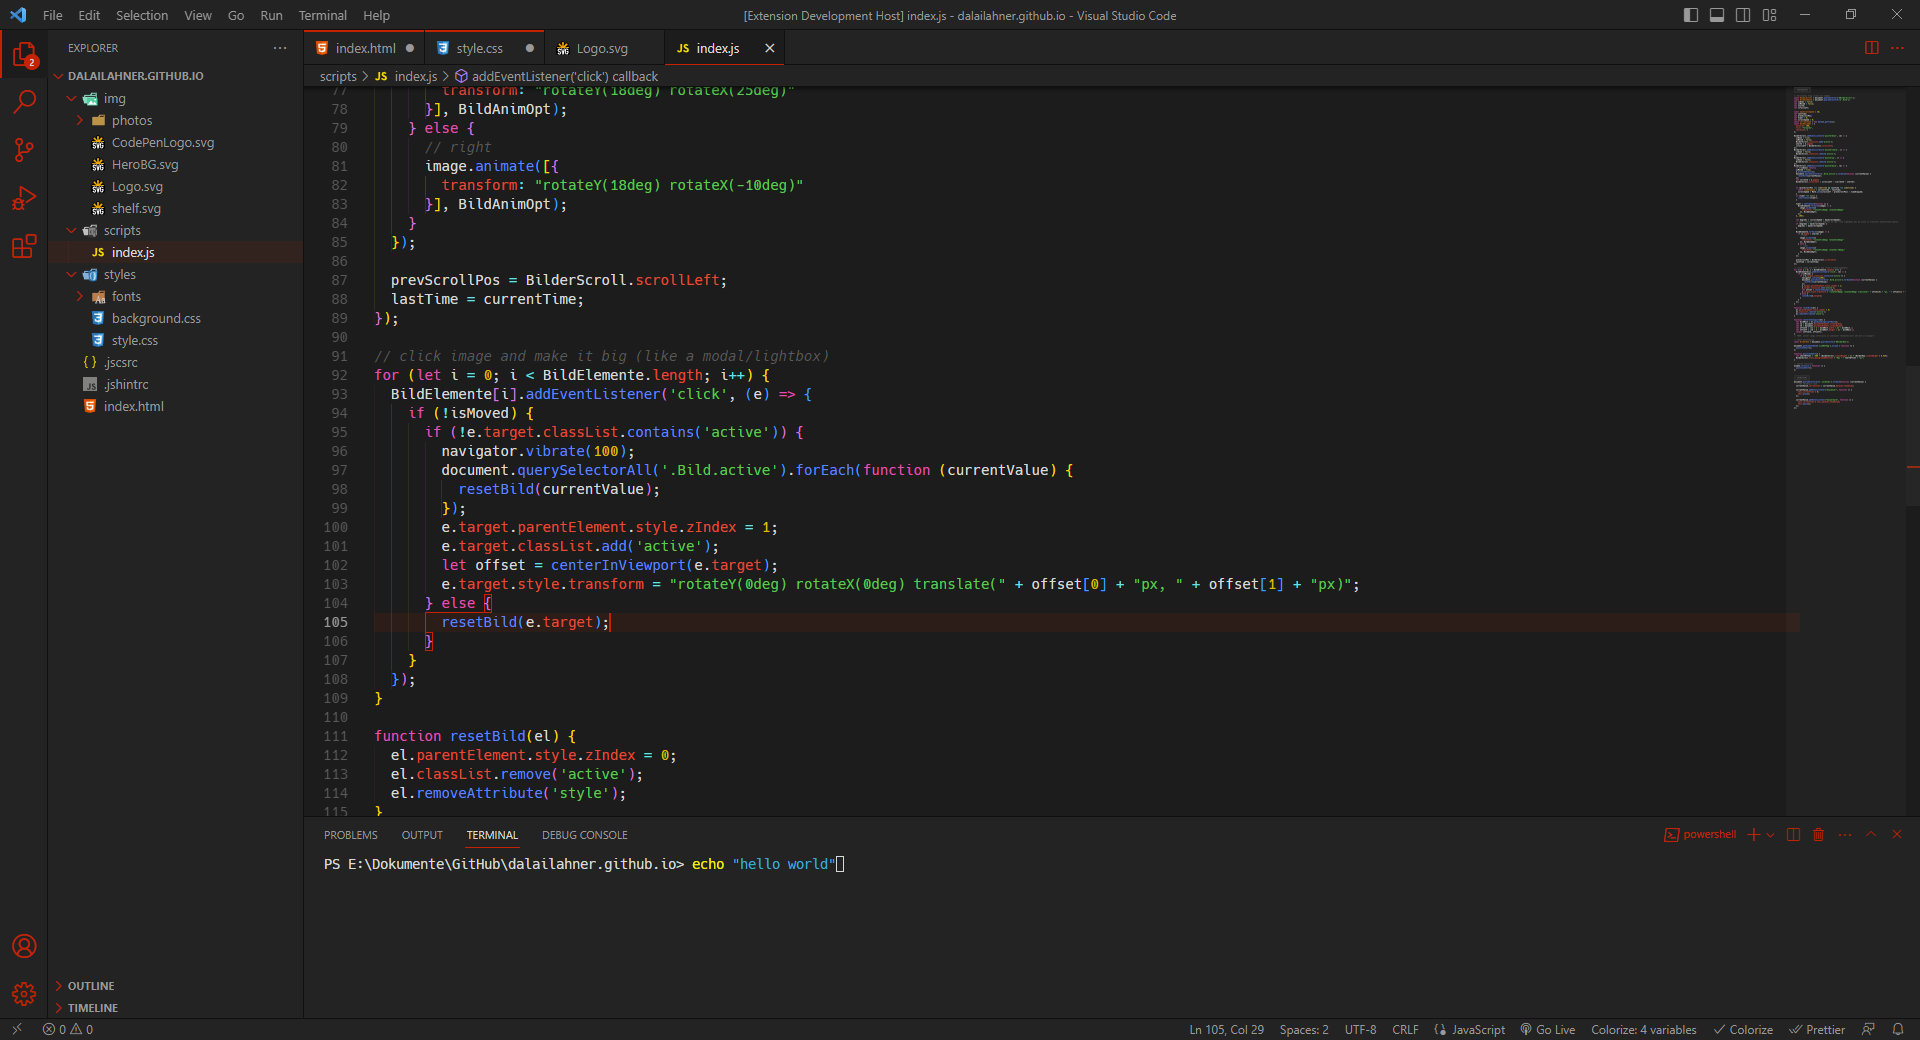 File Edit Selection View Go Run Terminal Help
[Extension Development Host] index.js - dalailahner.github.io - Visual Studio Code
EXPLORER
2
DALAILAHNER.GITHUB.IO
img
photos
CodePenLogo.svg
HeroBG.svg
Logo.svg
shelf.svg
scripts
JS index.js
styles
fonts
background.css
style.css
{ } .jscsrc
JS .jshintrc
index.html
OUTLINE
TIMELINE
index.html style.css Logo.svg JS index.js
scripts > JS index.js > addEventListener('click') callback
77 transform: "rotateY(18deg) rotateX(25deg)"
78 }], BildAnimOpt);
79 } else {
80 // right
81 image.animate([{
82 transform: "rotateY(18deg) rotateX(-10deg)"
83 }], BildAnimOpt);
84 }
85 });
86
87 prevScrollPos = BilderScroll.scrollLeft;
88 lastTime = currentTime;
89 });
90
91 // click image and make it big (like a modal/lightbox)
92 for (let i = 0; i < BildElemente.length; i++) {
93 BildElemente[i].addEventListener('click', (e) => {
94 if (!isMoved) {
95 if (!e.target.classList.contains('active')) {
96 navigator.vibrate(100);
97 document.querySelectorAll('.Bild.active').forEach(function (currentValue) {
98 resetBild(currentValue);
99 });
100 e.target.parentElement.style.zIndex = 1;
101 e.target.classList.add('active');
102 let offset = centerInViewport(e.target);
103 e.target.style.transform = "rotateY(0deg) rotateX(0deg) translate(" + offset[0] + "px, " + offset[1] + "px)";
104 } else {
105 resetBild(e.target);
106 }
107 }
108 });
109 }
110
111 function resetBild(el) {
112 el.parentElement.style.zIndex = 0;
113 el.classList.remove('active');
114 el.removeAttribute('style');
115 }
PROBLEMS OUTPUT TERMINAL DEBUG CONSOLE
powershell
PS E:\Dokumente\GitHub\dalailahner.github.io> echo "hello world"
0 0
Ln 105, Col 29 Spaces: 2 UTF-8 CRLF JavaScript Go Live Colorize: 4 variables Colorize Prettier